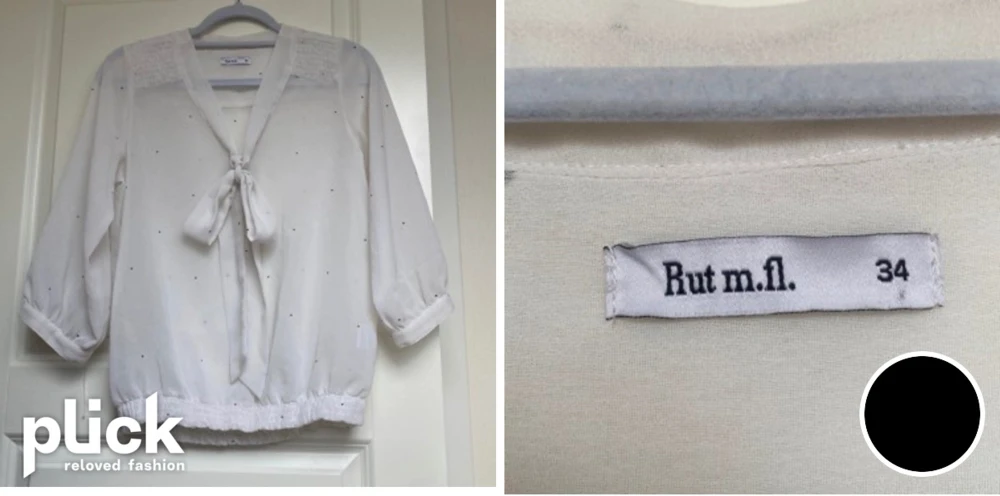 plick
reloved fashion
Rut m.fl.
34